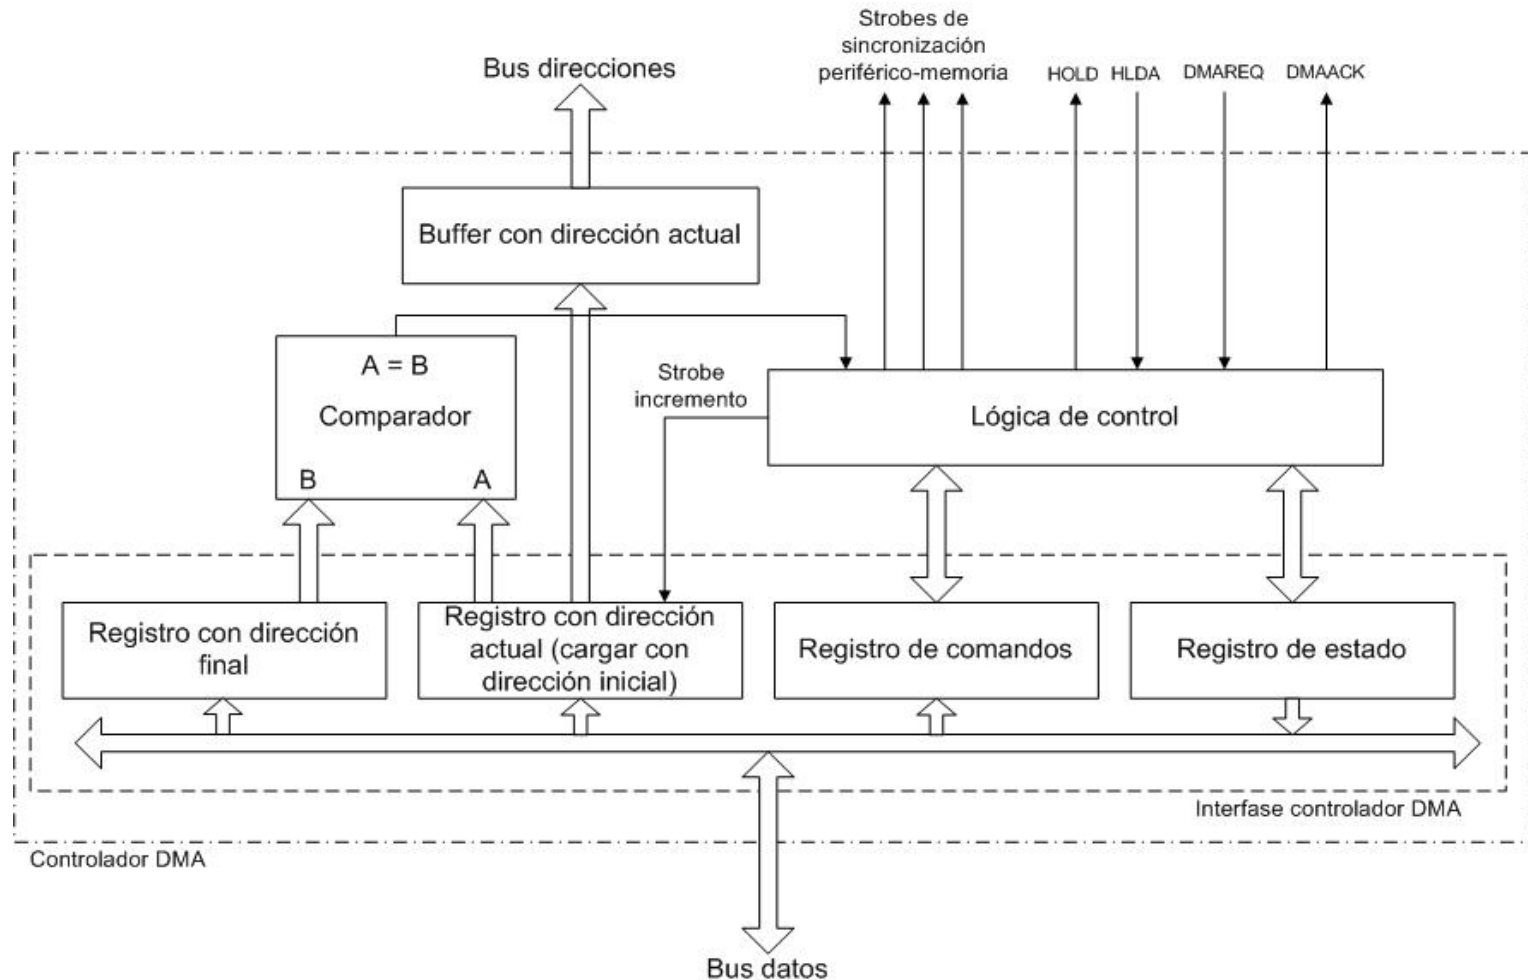 Strobes de
sincronización
periférico-memoria
Bus direcciones
HOLD
HLDA
DMAREQ
DMAACK
Buffer con dirección actual
A = B
Comparador
B
A
Strobe
incremento
Lógica de control
Registro con dirección
final
Registro con dirección
actual (cargar con
dirección inicial)
Registro de comandos
Registro de estado
Interfase controlador DMA
Controlador DMA
Bus datos